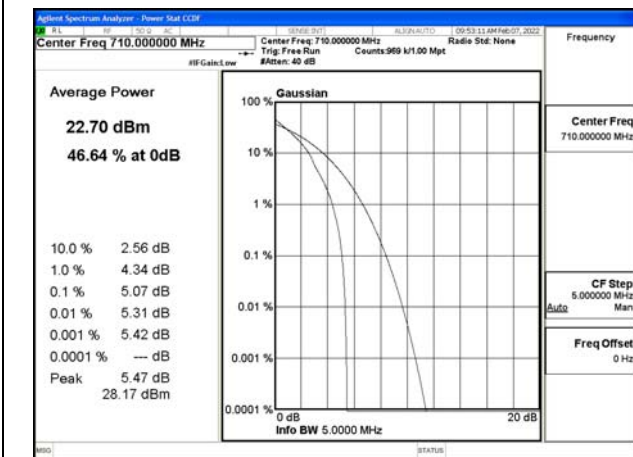 Agilent Spectrum Analyzer - Power Stat CCDF
RL RF 50 Ω AC SENSE:INT ALIGN AUTO 09:53:11 AM Feb 07, 2022
Center Freq 710.000000 MHz
Center Freq: 710.000000 MHz
Radio Std: None
Trig: Free Run Counts:969 k/1.00 Mpt
#IFGain:Low #Atten: 40 dB
Frequency
Average Power
22.70 dBm
46.64 % at 0dB
10.0 % 2.56 dB
1.0 % 4.34 dB
0.1 % 5.07 dB
0.01 % 5.31 dB
0.001 % 5.42 dB
0.0001 % --- dB
Peak 5.47 dB
28.17 dBm
Gaussian
100 %
10 %
1 %
0.1 %
0.01 %
0.001 %
0.0001 %
0 dB 20 dB
Info BW 5.0000 MHz
Center Freq
710.000000 MHz
CF Step
5.000000 MHz
Auto Man
Freq Offset
0 Hz
MSG STATUS